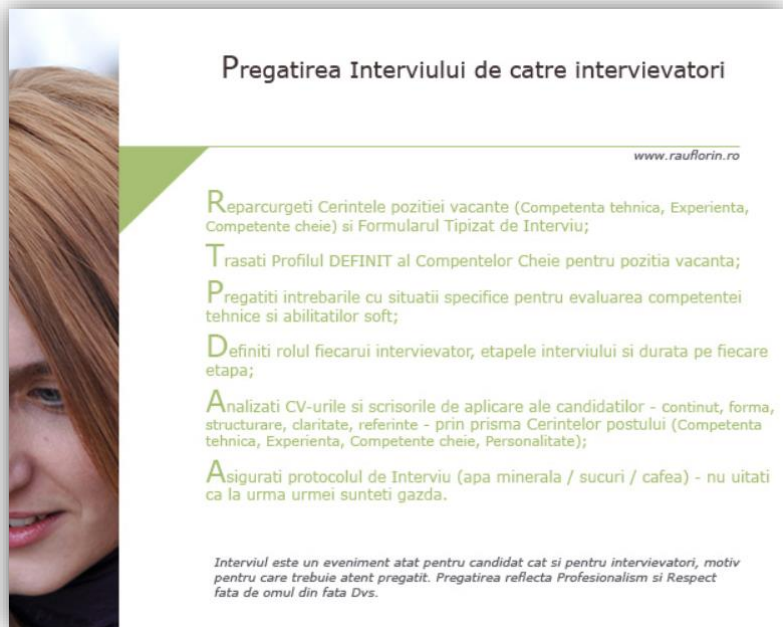 Pregatirea Interviului de catre intervievatori
www.rauflorin.ro
Reparcurgeti Cerintele pozitiei vacante (Competenta tehnica, Experienta,
Competente cheie) si Formularul Tipizat de Interviu;
Trasati Profilul DEFINIT al Compentelor Cheie pentru pozitia vacanta;
Pregatiti intrebarile cu situatii specifice pentru evaluarea competentei
tehnice si abilitatilor soft;
Definiti rolul fiecarui intervievator, etapele interviului si durata pe fiecare
etapa;
Analizati CV-urile si scrisorile de aplicare ale candidatilor - continut, forma,
structurare, claritate, referinte - prin prisma Cerintelor postului (Competenta
tehnica, Experienta, Competente cheie, Personalitate);
Asigurati protocolul de Interviu (apa minerala / sucuri / cafea) - nu uitati
ca la urma urmei sunteti gazda.
Interviul este un eveniment atat pentru candidat cat si pentru intervievatori, motiv
pentru care trebuie atent pregatit. Pregatirea reflecta Profesionalism si Respect
fata de omul din fata Dvs.